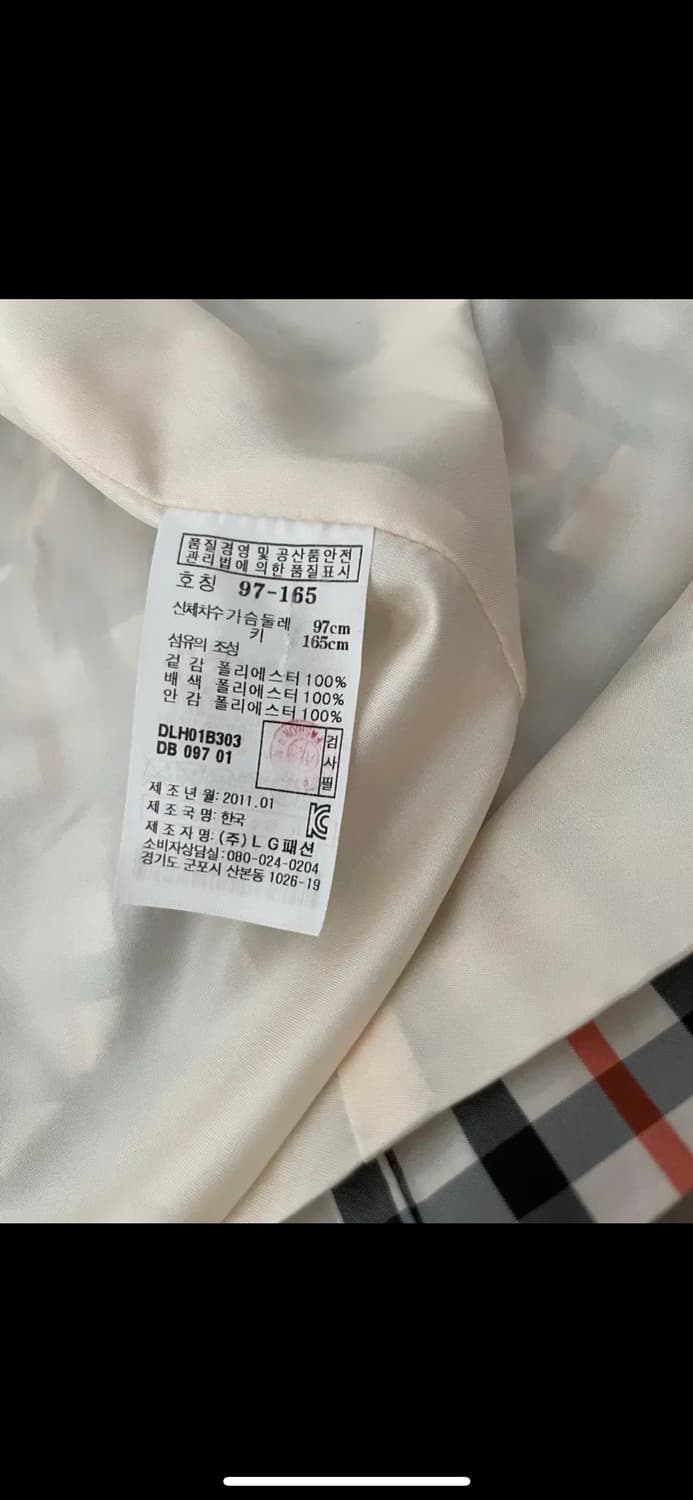 품질경영 및 공산품안전
관리법에 의한 품질표시
호칭 97-165
신체치수 가슴둘레 97cm
키 165cm
섬유의 조성
겉감 폴리에스터 100%
배색 폴리에스터 100%
안감 폴리에스터 100%
DLH01B303
DB 097 01
검사필
제조년월: 2011.01
제조국명: 한국
제조자명: (주)LG패션
소비자상담실: 080-024-0204
경기도 군포시 산본동 1026-19